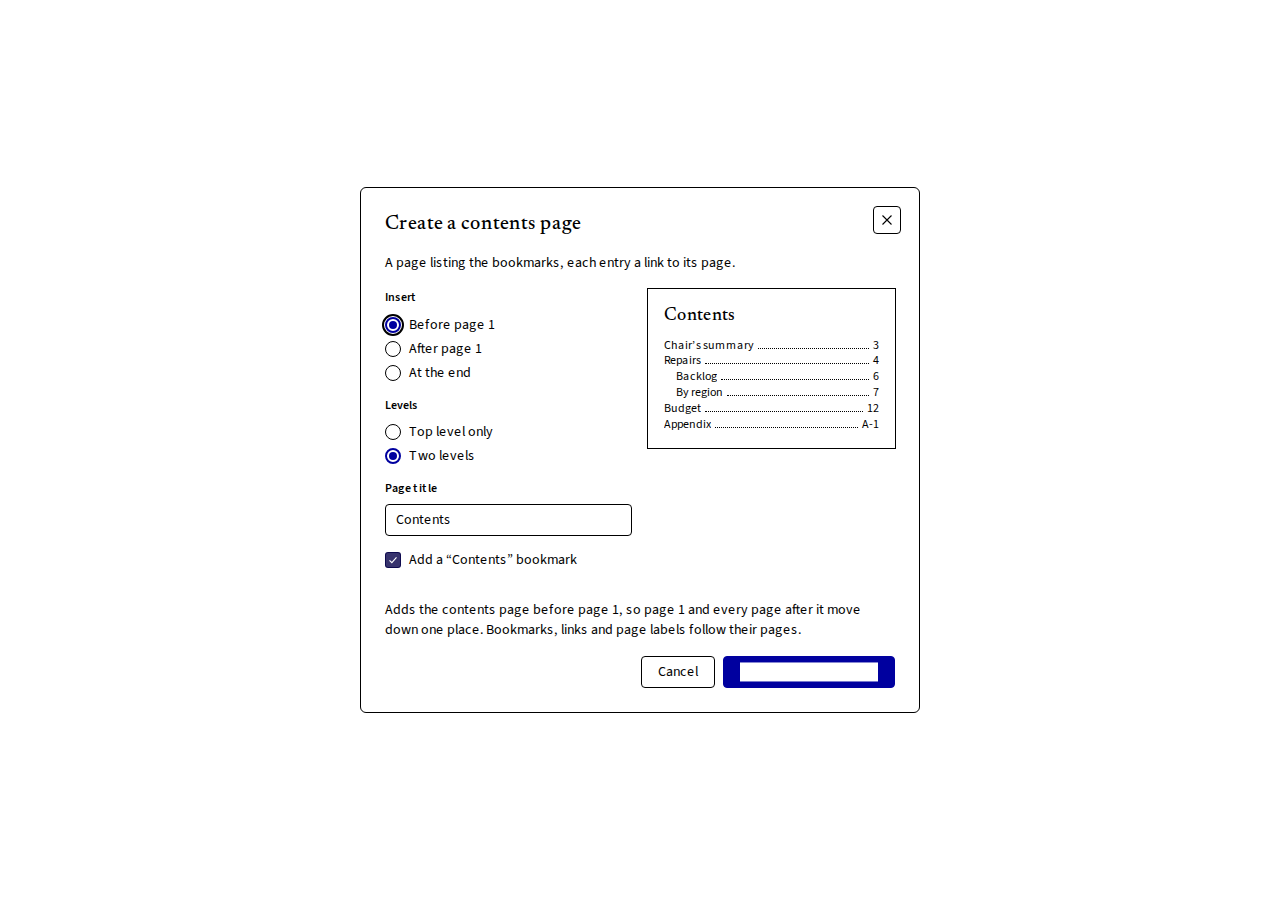 Create a contents page
A page listing the bookmarks, each entry a link to its page.
Insert
Before page 1
After page 1
At the end
Levels
Top level only
Two levels
Page title
Contents
Add a “Contents” bookmark
Contents
Chair's summary 3
Repairs 4
Backlog 6
By region 7
Budget 12
Appendix A-1
Adds the contents page before page 1, so page 1 and every page after it move
down one place. Bookmarks, links and page labels follow their pages.
Cancel